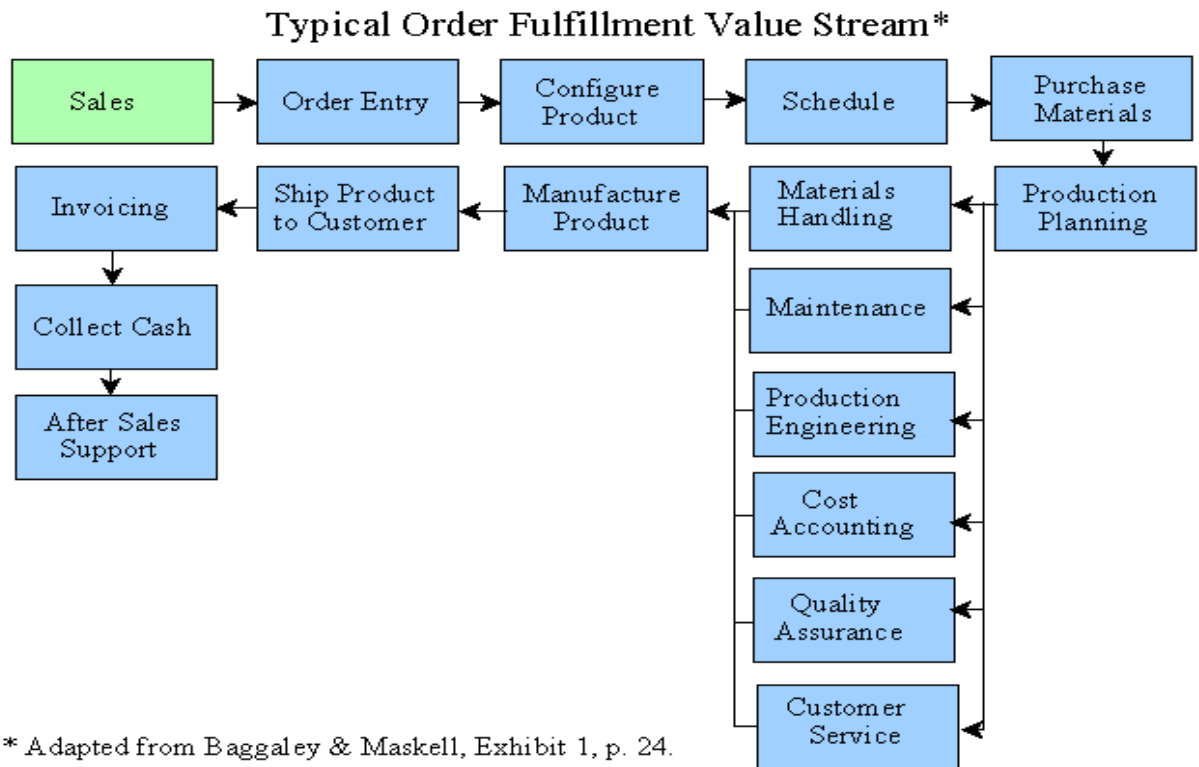 Typical Order Fulfillment Value Stream*
Sales
Order Entry
Configure
Product
Schedule
Purchase
Materials
Invoicing
Ship Product
to Customer
Manufacture
Product
Materials
Handling
Production
Planning
Collect Cash
Maintenance
After Sales
Support
Production
Engineering
Cost
Accounting
Quality
Assurance
Customer
Service
* Adapted from Baggaley & Maskell, Exhibit 1, p. 24.